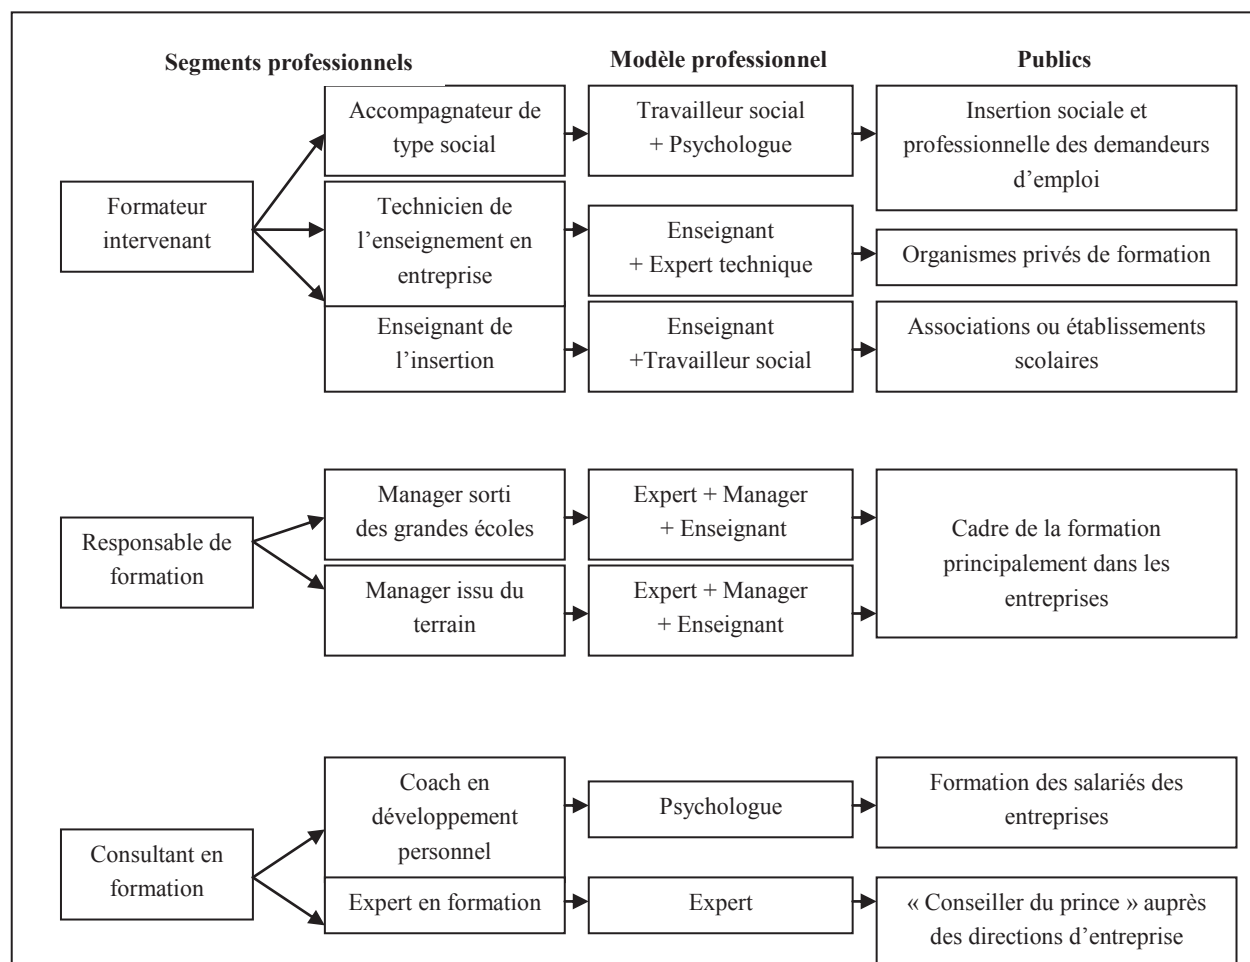 Segments professionnels
Modèle professionnel
Publics
Formateur
intervenant
Accompagnateur de
type social
Travailleur social
+ Psychologue
Insertion sociale et
professionnelle des demandeurs
d’emploi
Technicien de
l’enseignement en
entreprise
Enseignant
+ Expert technique
Organismes privés de formation
Enseignant de
l’insertion
Enseignant
+Travailleur social
Associations ou établissements
scolaires
Responsable de
formation
Manager sorti
des grandes écoles
Expert + Manager
+ Enseignant
Cadre de la formation
principalement dans les
entreprises
Manager issu du
terrain
Expert + Manager
+ Enseignant
Consultant en
formation
Coach en
développement
personnel
Psychologue
Formation des salariés des
entreprises
Expert en formation
Expert
« Conseiller du prince » auprès
des directions d’entreprise